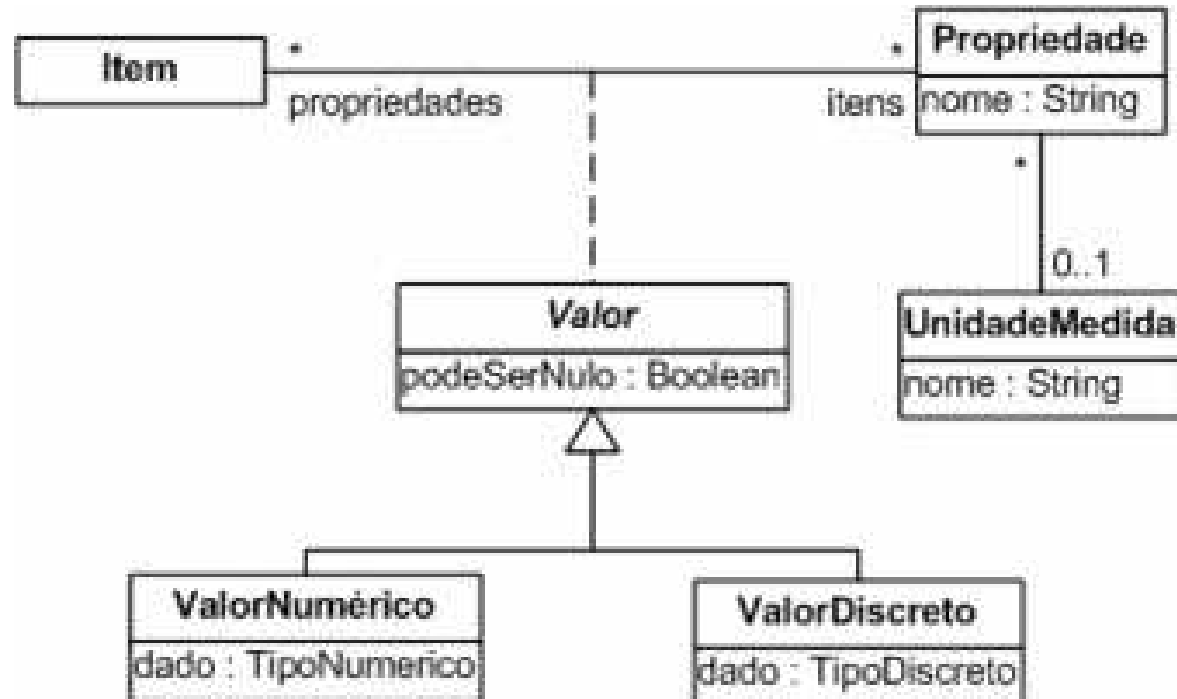 Item
*
propriedades
*
itens
Propriedade
nome : String
*
0..1
UnidadeMedida
nome : String
Valor
podeSerNulo : Boolean
ValorNumérico
dado : TipoNumerico
ValorDiscreto
dado : TipoDiscreto